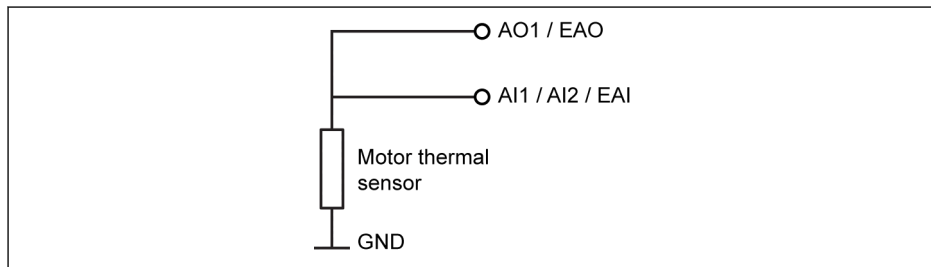 AO1 / EAO
AI1 / AI2 / EAI
Motor thermal
sensor
GND